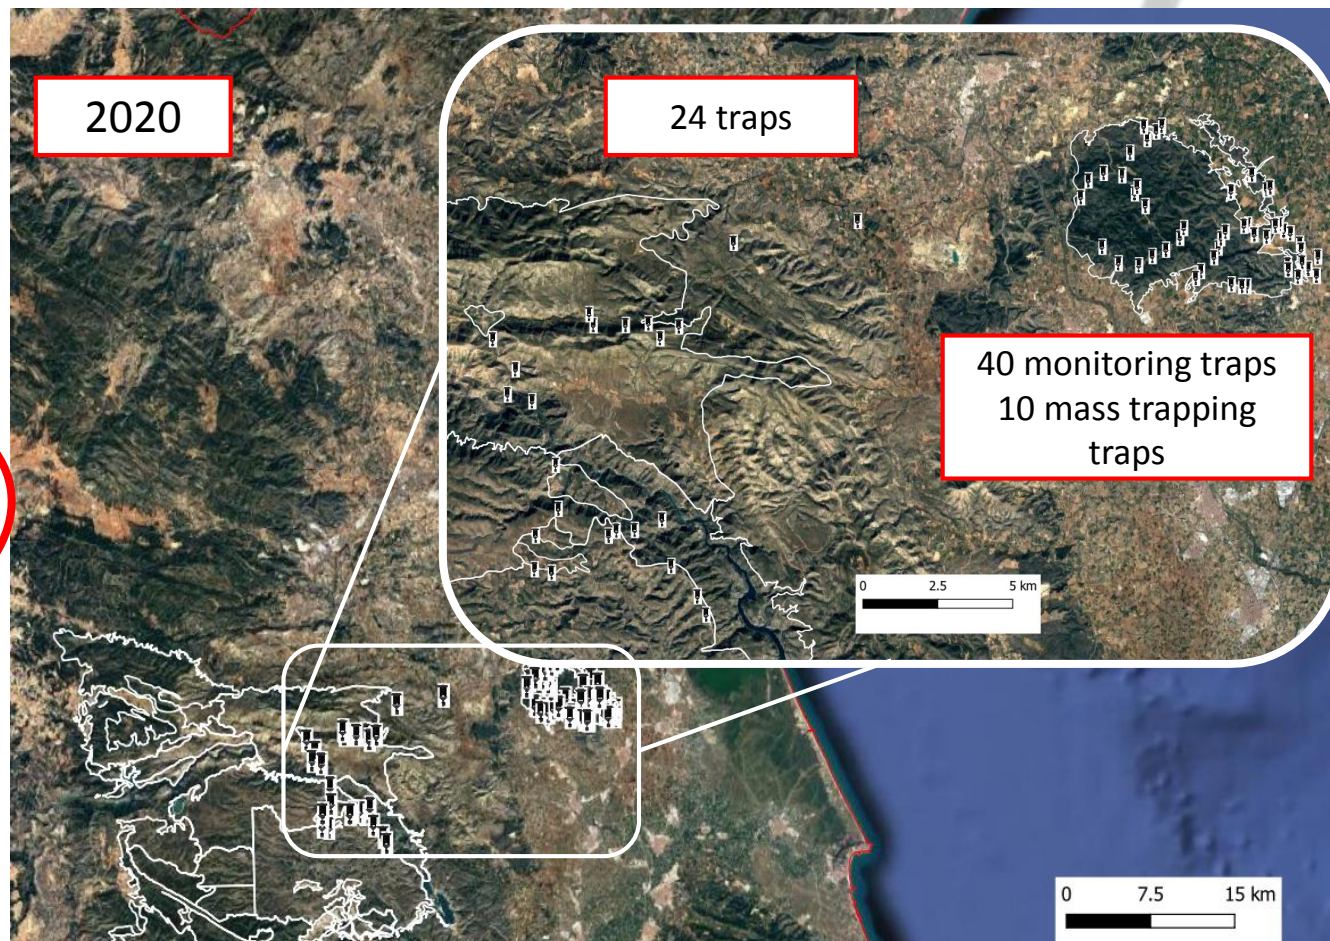 2020
24 traps
40 monitoring traps
10 mass trapping
traps
0 2.5 5 km
0 7.5 15 km